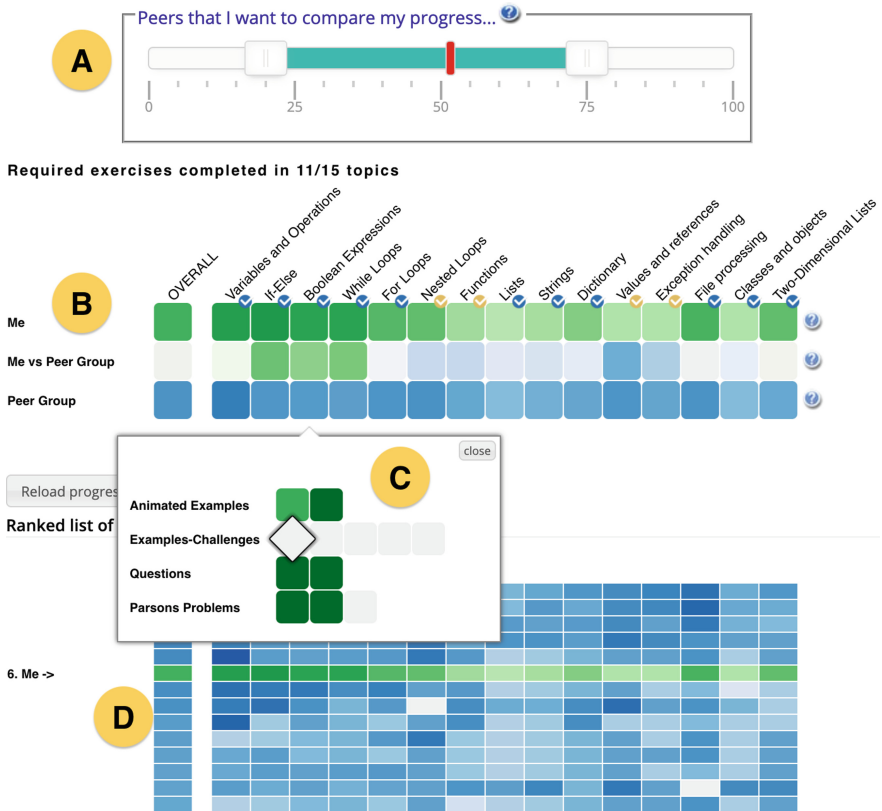 Peers that I want to compare my progress... ?
A
0 25 50 75 100
Required exercises completed in 11/15 topics
OVERALL
Variables and Operations
If-Else
Boolean Expressions
While Loops
For Loops
Nested Loops
Functions
Lists
Strings
Dictionary
Values and references
Exception handling
File processing
Classes and objects
Two-Dimensional Lists
B
Me ?
Me vs Peer Group ?
Peer Group ?
close
C
Reload progres
Animated Examples
Ranked list of
Examples-Challenges
Questions
Parsons Problems
6. Me ->
D